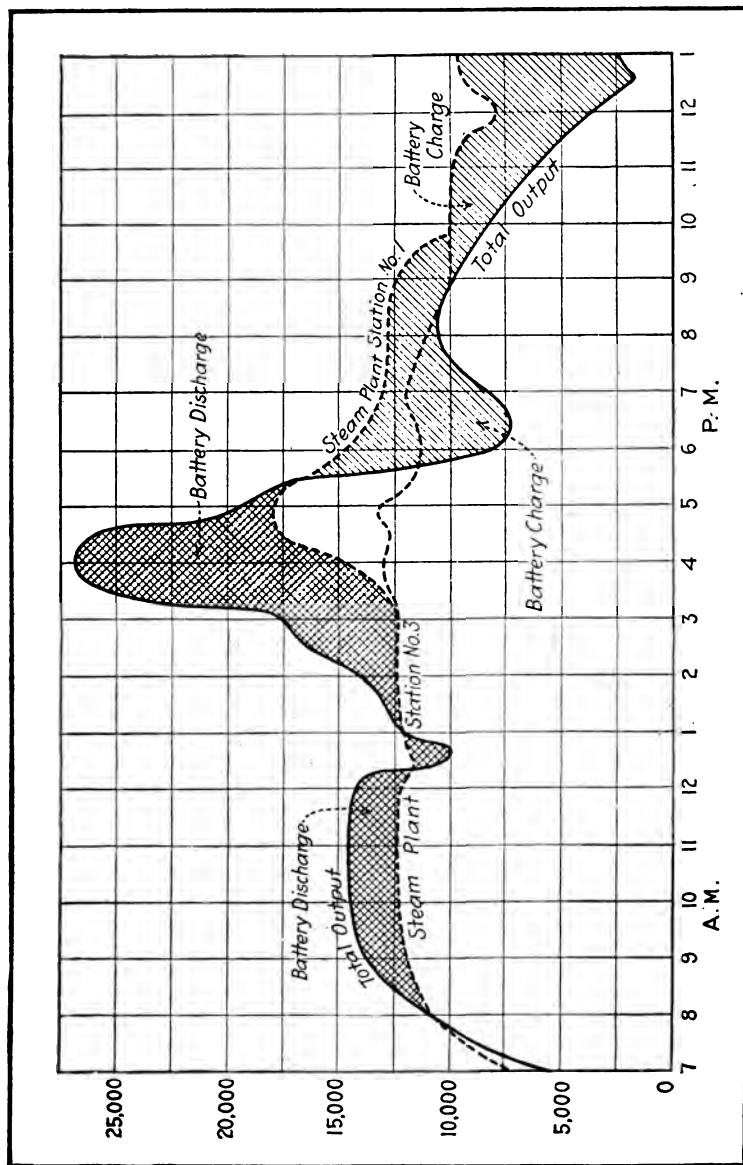 25,000
20,000
15,000
10,000
5,000
0
Battery Discharge
Total Output
Steam Plant
Station No.3
Battery Discharge
Steam Plant Station No.1
Battery Charge
Battery
Charge
Total Output
7
8
9
10
11
12
1
2
3
4
5
6
7
8
9
10
11
12
1
A.M.
P.M.